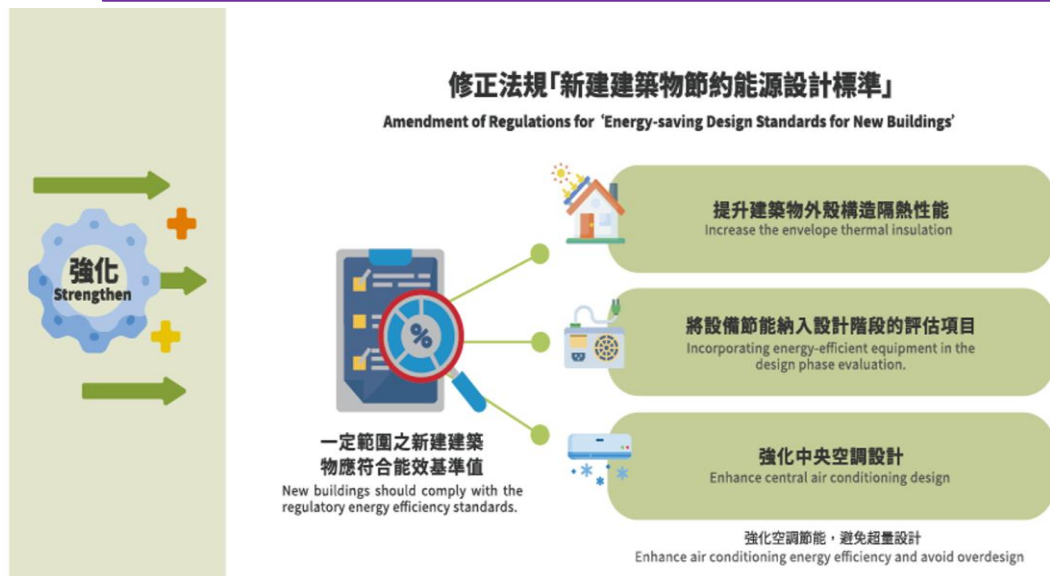 修正法規「新建建築物節約能源設計標準」
Amendment of Regulations for ‘Energy-saving Design Standards for New Buildings’
強化
Strengthen
%
一定範圍之新建建築
物應符合能效基準值
New buildings should comply with the
regulatory energy efficiency standards.
提升建築物外殼構造隔熱性能
Increase the envelope thermal insulation
將設備節能納入設計階段的評估項目
Incorporating energy-efficient equipment in the
design phase evaluation.
強化中央空調設計
Enhance central air conditioning design
強化空調節能，避免超量設計
Enhance air conditioning energy efficiency and avoid overdesign